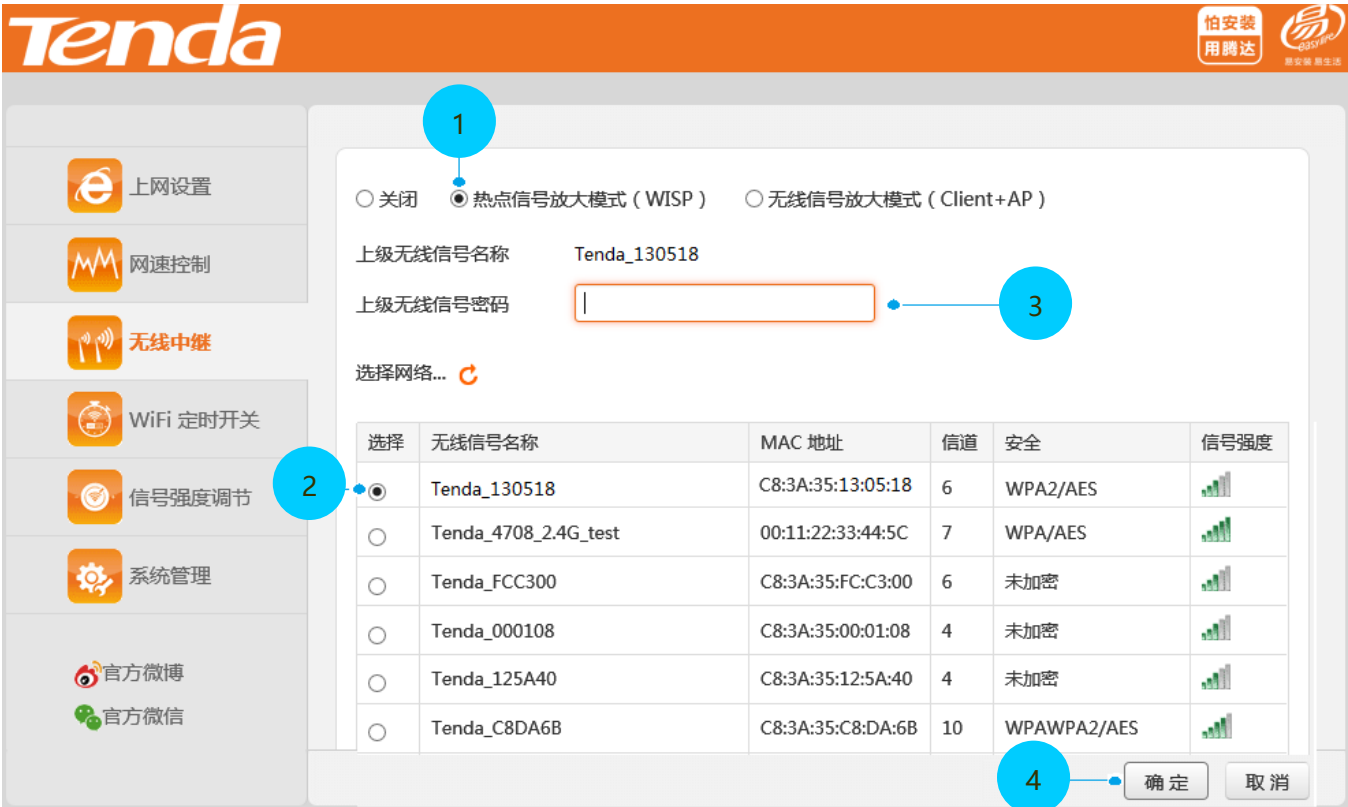 Tenda
怕安装
用腾达
易
easylife
易安装 易生活
1
上网设置
网速控制
无线中继
WiFi 定时开关
信号强度调节
系统管理
官方微博
官方微信
关闭 热点信号放大模式（WISP） 无线信号放大模式（Client+AP）
上级无线信号名称 Tenda_130518
上级无线信号密码
3
选择网络...
选择 无线信号名称 MAC 地址 信道 安全 信号强度
2
Tenda_130518 C8:3A:35:13:05:18 6 WPA2/AES
Tenda_4708_2.4G_test 00:11:22:33:44:5C 7 WPA/AES
Tenda_FCC300 C8:3A:35:FC:C3:00 6 未加密
Tenda_000108 C8:3A:35:00:01:08 4 未加密
Tenda_125A40 C8:3A:35:12:5A:40 4 未加密
Tenda_C8DA6B C8:3A:35:C8:DA:6B 10 WPAWPA2/AES
4
确定 取消